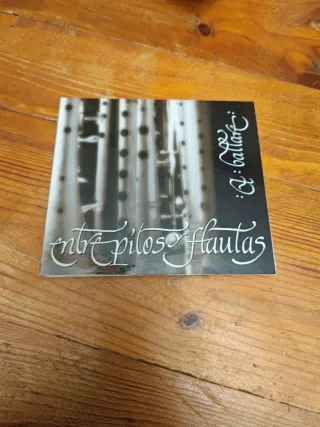 entre pitos y flautas
:a: bailar: